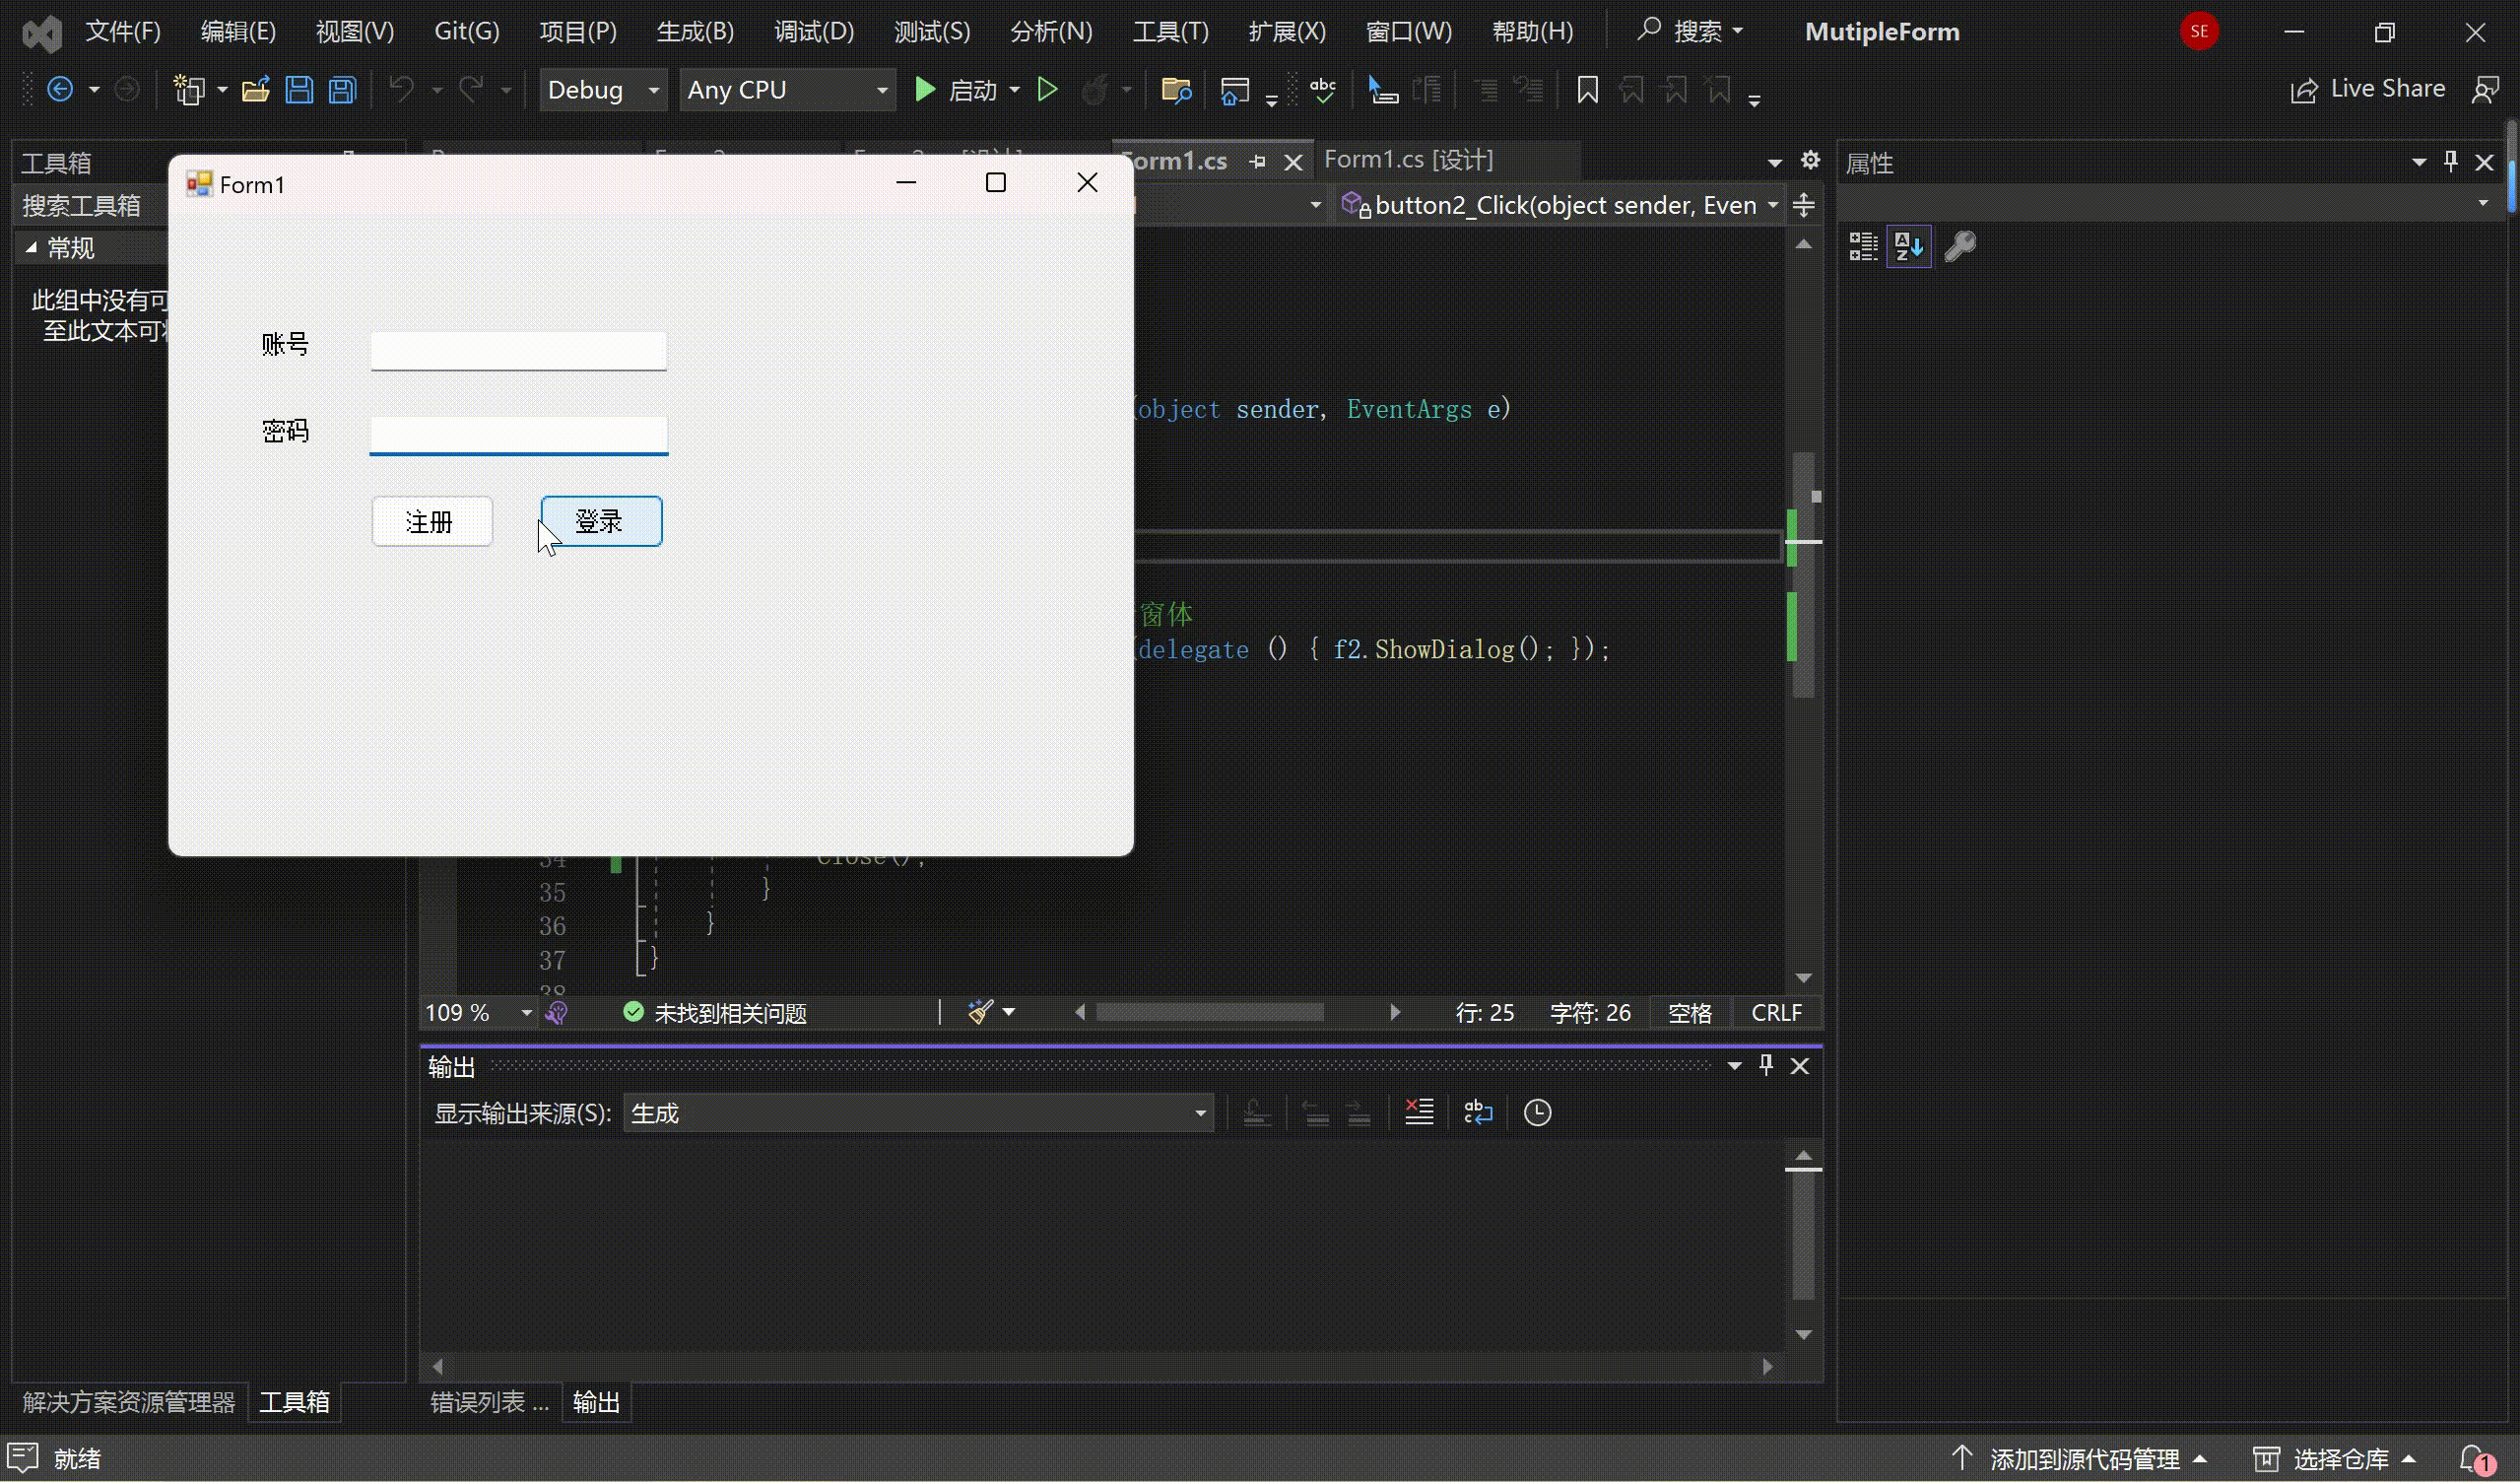 文件(F) 编辑(E) 视图(V) Git(G) 项目(P) 生成(B) 调试(D) 测试(S) 分析(N) 工具(T) 扩展(X) 窗口(W) 帮助(H) 搜索 MutipleForm SE
Debug Any CPU 启动 Live Share
工具箱
搜索工具箱
常规
此组中没有可
至此文本可
Form1
账号
密码
注册 登录
Form1.cs Form1.cs [设计]
button2_Click(object sender, Even
(object sender, EventArgs e)
窗体
(delegate () { f2.ShowDialog(); });
34 Close();
35 }
36 }
37 }
38
109 % 未找到相关问题 行: 25 字符: 26 空格 CRLF
输出
显示输出来源(S): 生成
属性
解决方案资源管理器 工具箱 错误列表 ... 输出
就绪 添加到源代码管理 选择仓库 1